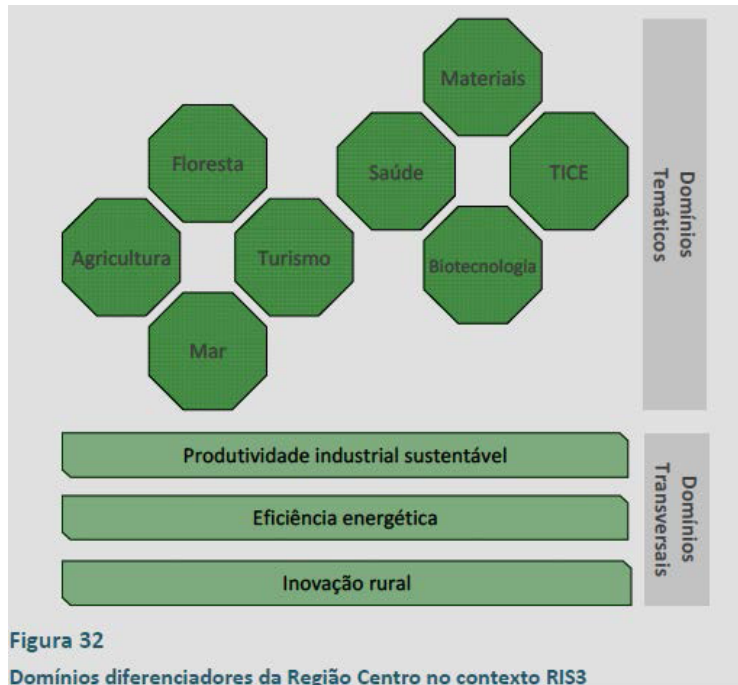 Materiais
Floresta
Saúde
TICE
Agricultura
Turismo
Biotecnologia
Mar
Domínios
Temáticos
Produtividade industrial sustentável
Eficiência energética
Inovação rural
Domínios
Transversais
Figura 32
Domínios diferenciadores da Região Centro no contexto RIS3